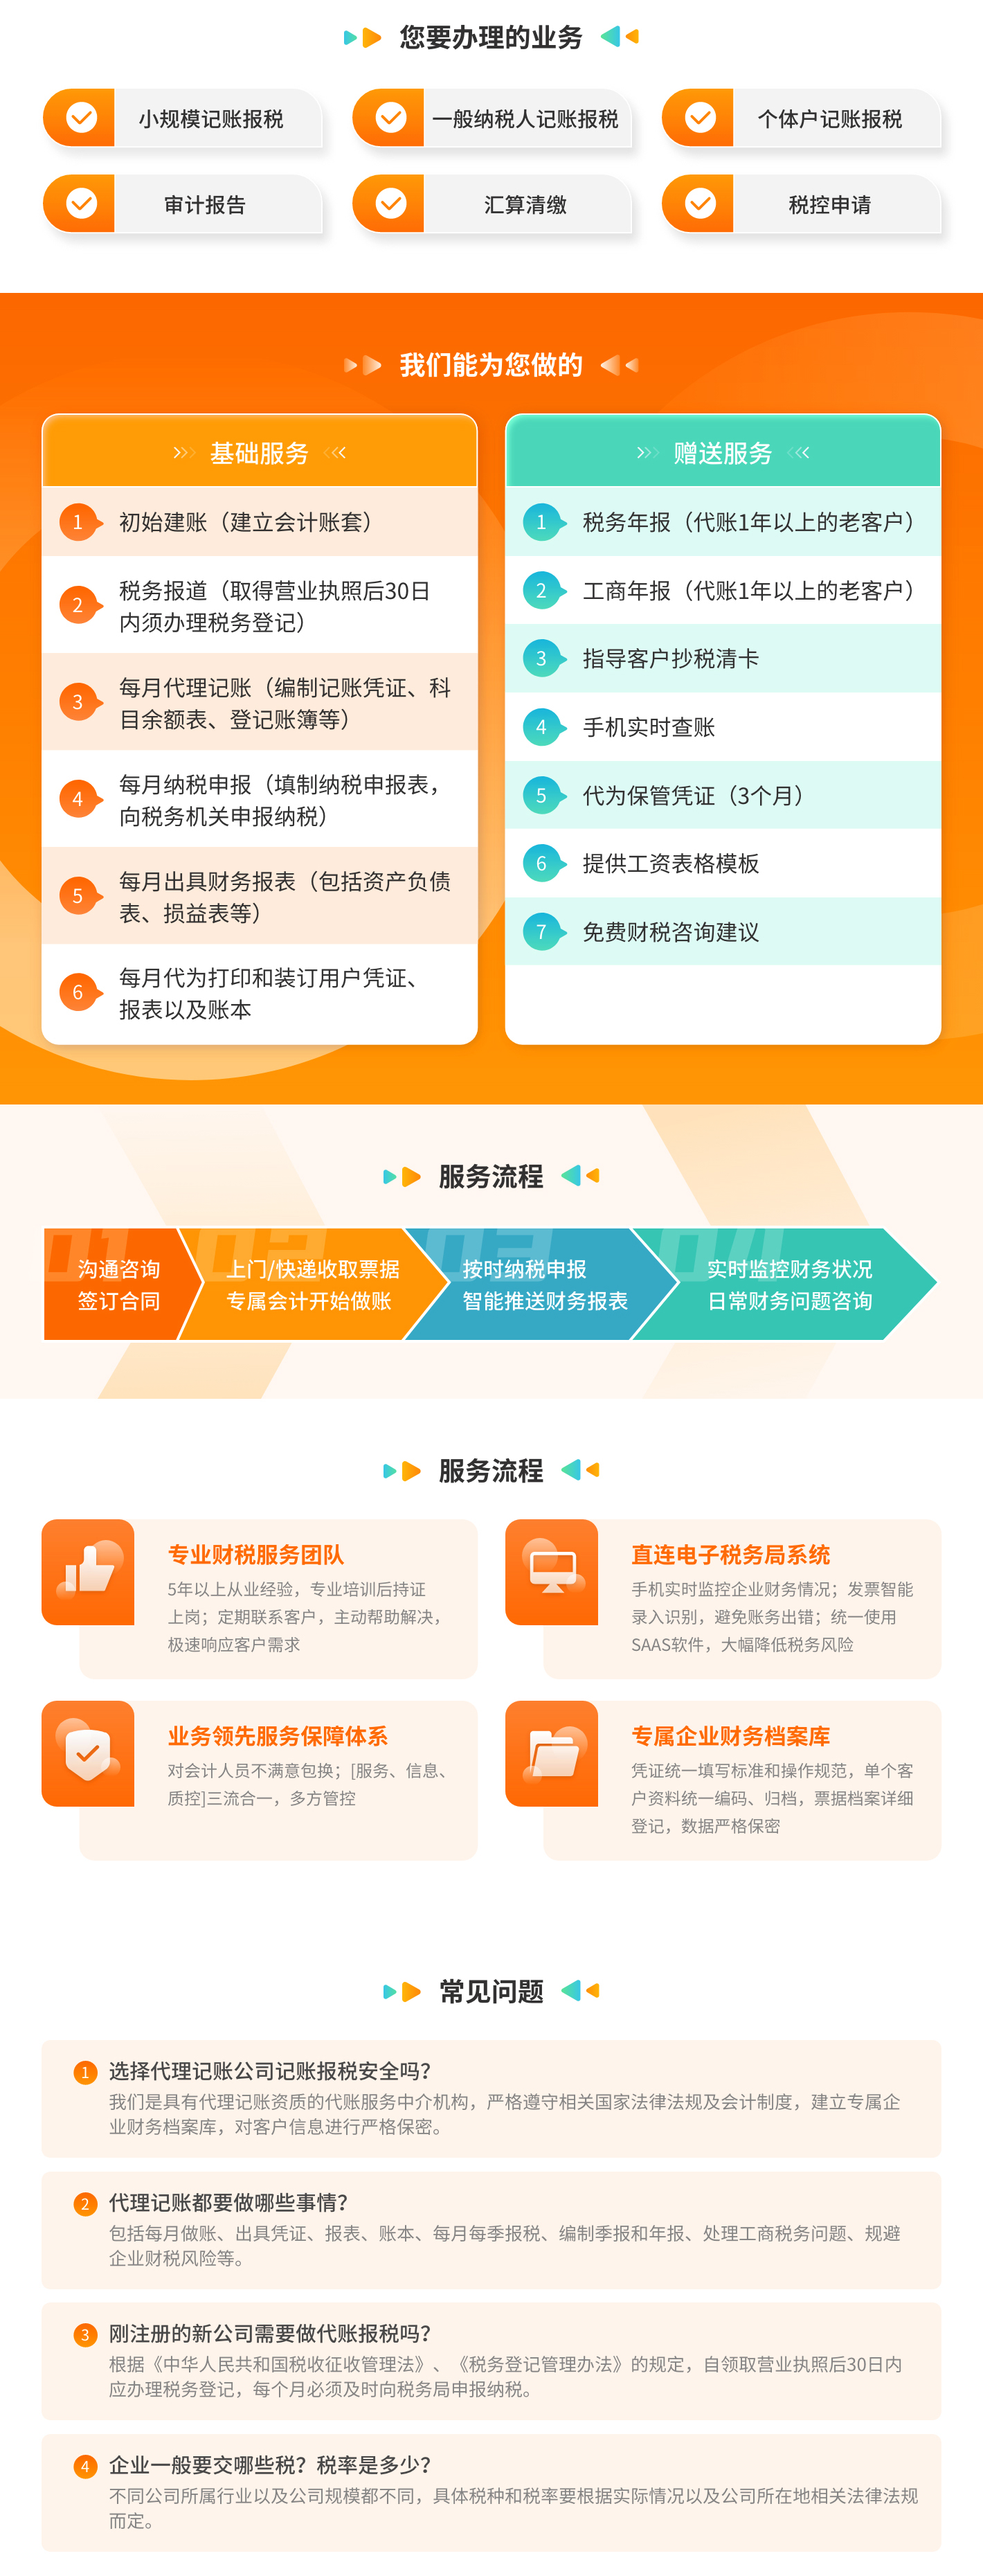 您要办理的业务
小规模记账报税
一般纳税人记账报税
个体户记账报税
审计报告
汇算清缴
税控申请
我们能为您做的
基础服务
1 初始建账（建立会计账套）
2 税务报道（取得营业执照后30日
内须办理税务登记）
3 每月代理记账（编制记账凭证、科
目余额表、登记账簿等）
4 每月纳税申报（填制纳税申报表，
向税务机关申报纳税）
5 每月出具财务报表（包括资产负债
表、损益表等）
6 每月代为打印和装订用户凭证、
报表以及账本
赠送服务
1 税务年报（代账1年以上的老客户）
2 工商年报（代账1年以上的老客户）
3 指导客户抄税清卡
4 手机实时查账
5 代为保管凭证（3个月）
6 提供工资表格模板
7 免费财税咨询建议
服务流程
01
沟通咨询
签订合同
02
上门/快递收取票据
专属会计开始做账
03
按时纳税申报
智能推送财务报表
04
实时监控财务状况
日常财务问题咨询
服务流程
专业财税服务团队
5年以上从业经验，专业培训后持证
上岗；定期联系客户，主动帮助解决，
极速响应客户需求
直连电子税务局系统
手机实时监控企业财务情况；发票智能
录入识别，避免账务出错；统一使用
SAAS软件，大幅降低税务风险
业务领先服务保障体系
对会计人员不满意包换；[服务、信息、
质控]三流合一，多方管控
专属企业财务档案库
凭证统一填写标准和操作规范，单个客
户资料统一编码、归档，票据档案详细
登记，数据严格保密
常见问题
1 选择代理记账公司记账报税安全吗？
我们是具有代理记账资质的代账服务中介机构，严格遵守相关国家法律法规及会计制度，建立专属企
业财务档案库，对客户信息进行严格保密。
2 代理记账都要做哪些事情？
包括每月做账、出具凭证、报表、账本、每月每季报税、编制季报和年报、处理工商税务问题、规避
企业财税风险等。
3 刚注册的新公司需要做代账报税吗？
根据《中华人民共和国税收征收管理法》、《税务登记管理办法》的规定，自领取营业执照后30日内
应办理税务登记，每个月必须及时向税务局申报纳税。
4 企业一般要交哪些税？税率是多少？
不同公司所属行业以及公司规模都不同，具体税种和税率要根据实际情况以及公司所在地相关法律法规
而定。